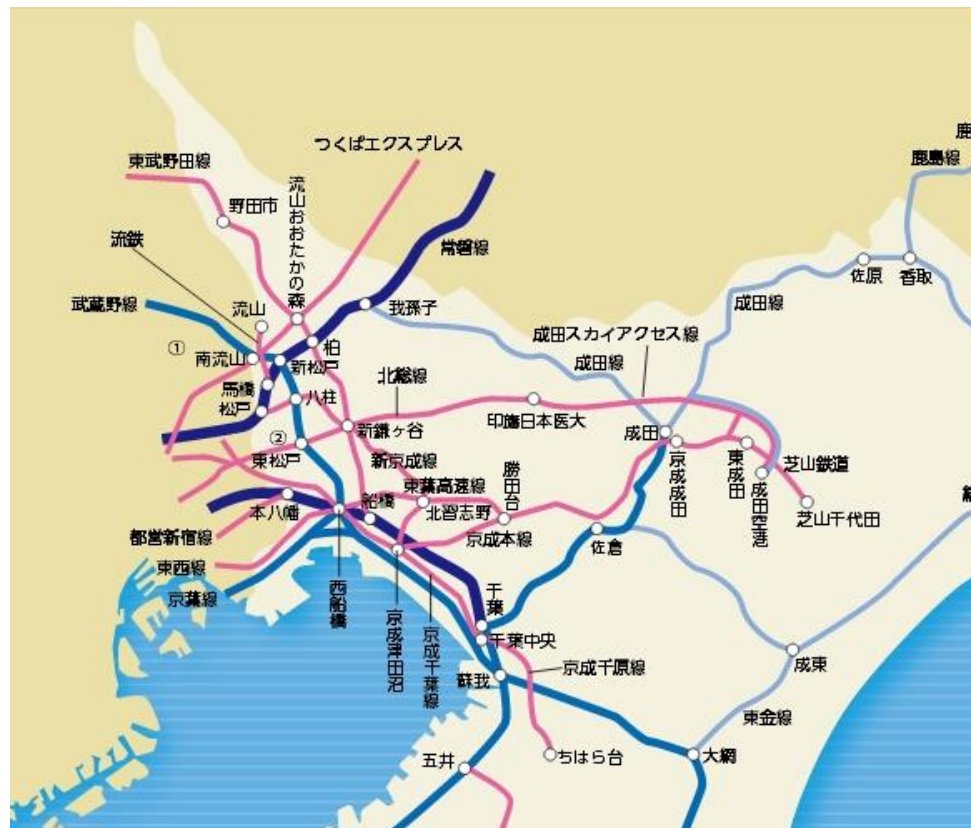 つくばエクスプレス
東武野田線
鹿島線
野田市
流山おおたかの森
流鉄
常磐線
佐原
香取
武蔵野線
流山
我孫子
成田線
①
南流山
柏
新松戸
成田スカイアクセス線
成田線
馬橋
八柱
北総線
松戸
印旛日本医大
②
東松戸
新鎌ヶ谷
成田
京成成田
東成田
芝山鉄道
新京成線
勝田台
成田空港
船橋
東葉高速線
本八幡
北習志野
芝山千代田
都営新宿線
京成本線
佐倉
東西線
京葉線
西船橋
京成津田沼
京成千葉線
千葉
千葉中央
成東
蘇我
京成千原線
東金線
五井
ちはら台
大網